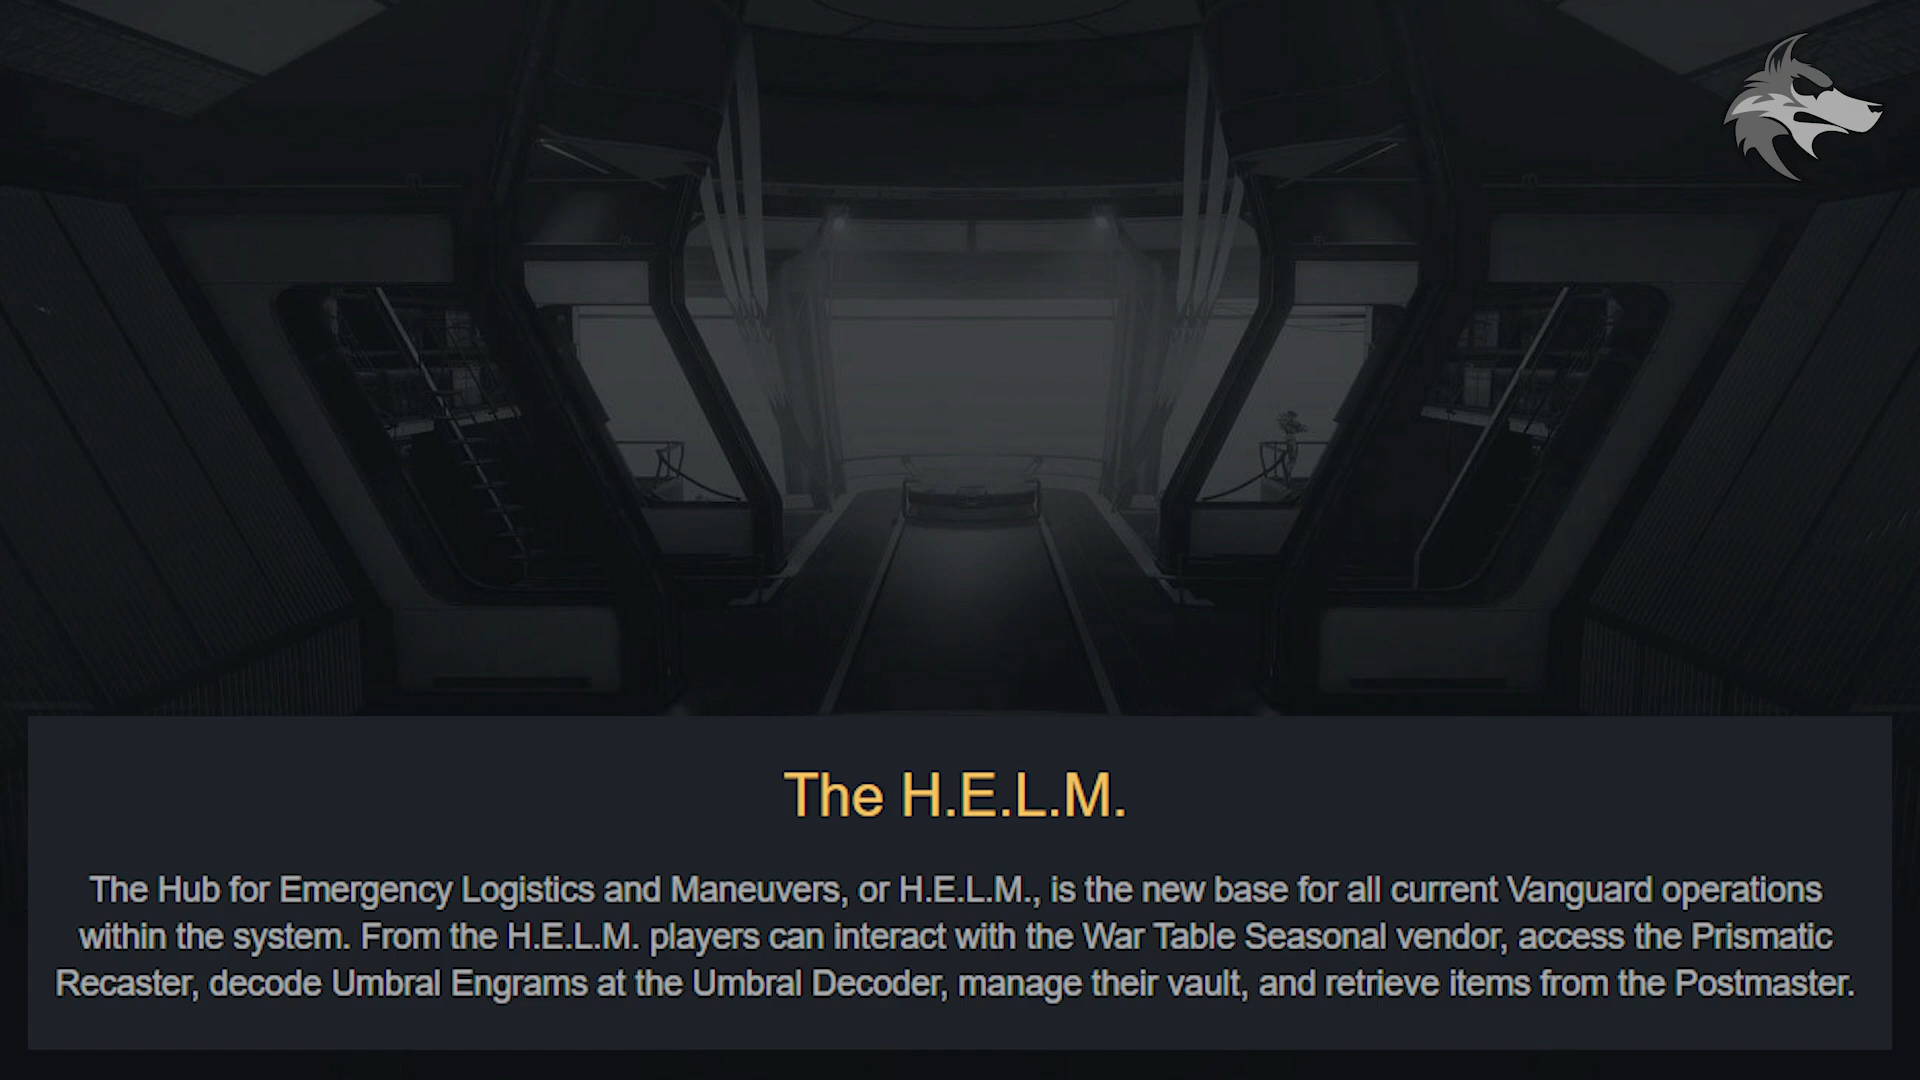 The H.E.L.M.
The Hub for Emergency Logistics and Maneuvers, or H.E.L.M., is the new base for all current Vanguard operations
within the system. From the H.E.L.M. players can interact with the War Table Seasonal vendor, access the Prismatic
Recaster, decode Umbral Engrams at the Umbral Decoder, manage their vault, and retrieve items from the Postmaster.